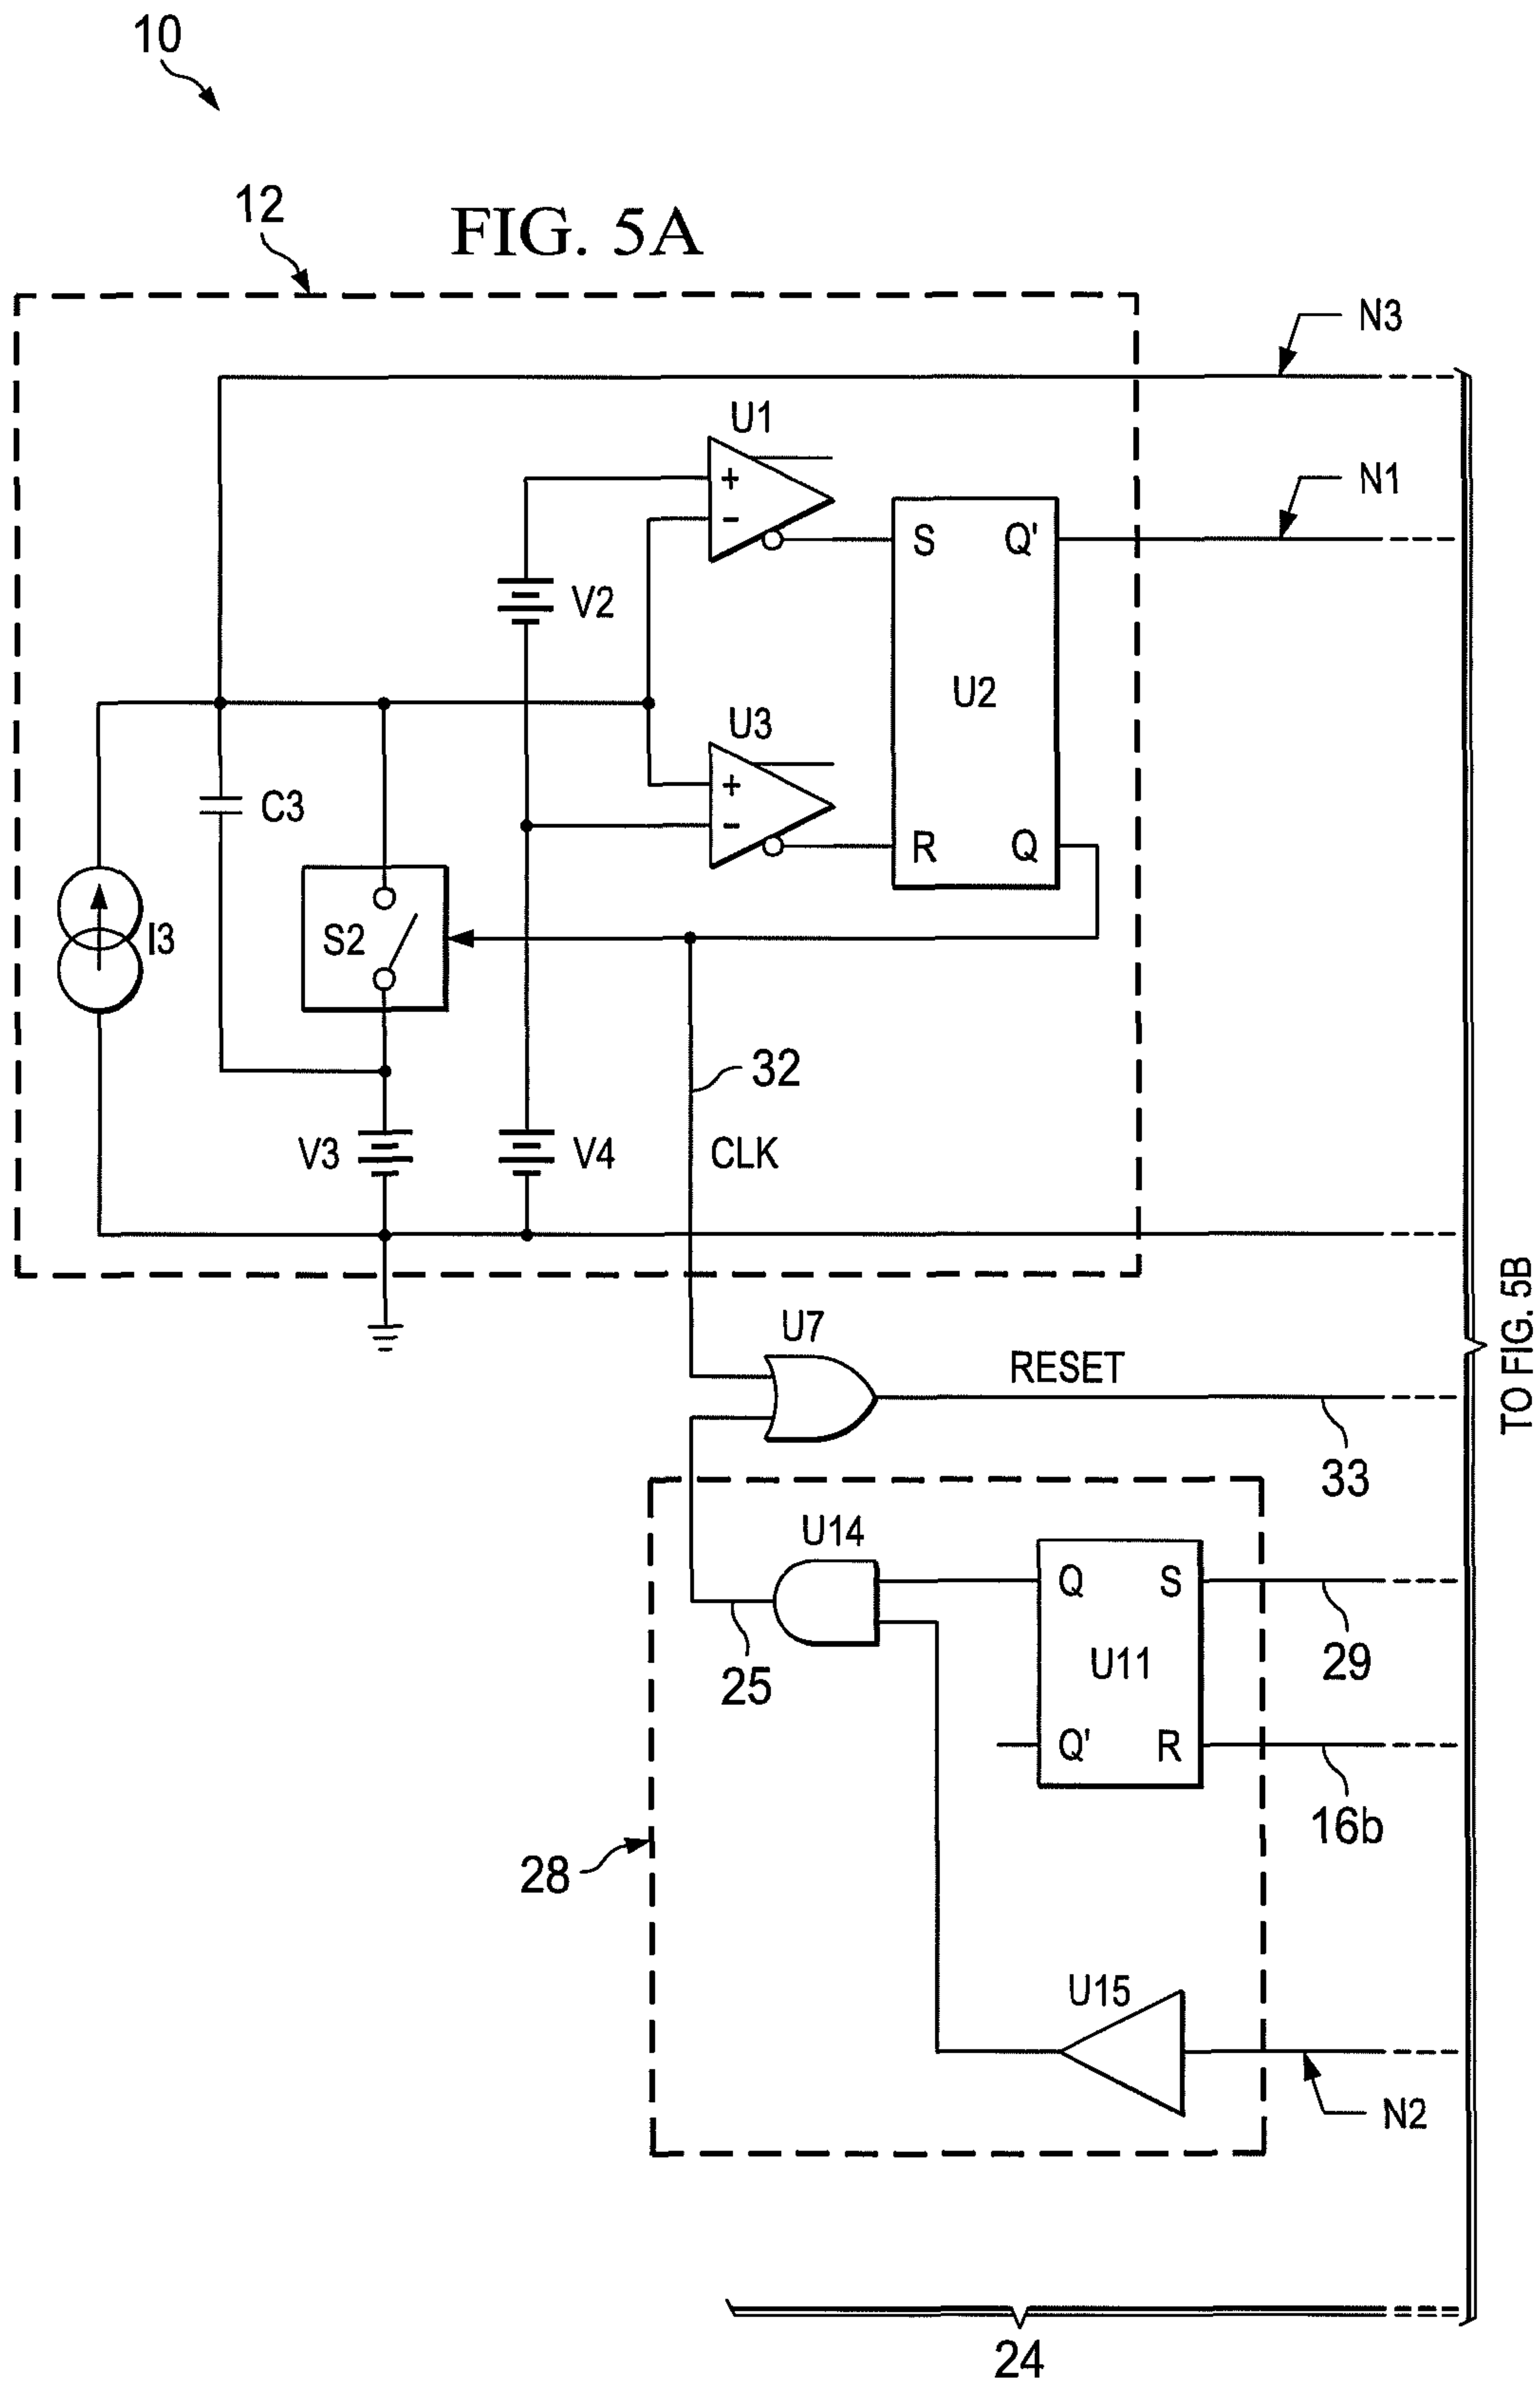 10
12
FIG. 5A
N3
U1
+
-
N1
S Q'
V2
U2
U3
+
-
C3
R Q
S2
I3
32
V3
V4
CLK
TO FIG. 5B
U7
RESET
33
U14
Q S
25
U11
29
Q' R
16b
28
U15
N2
24